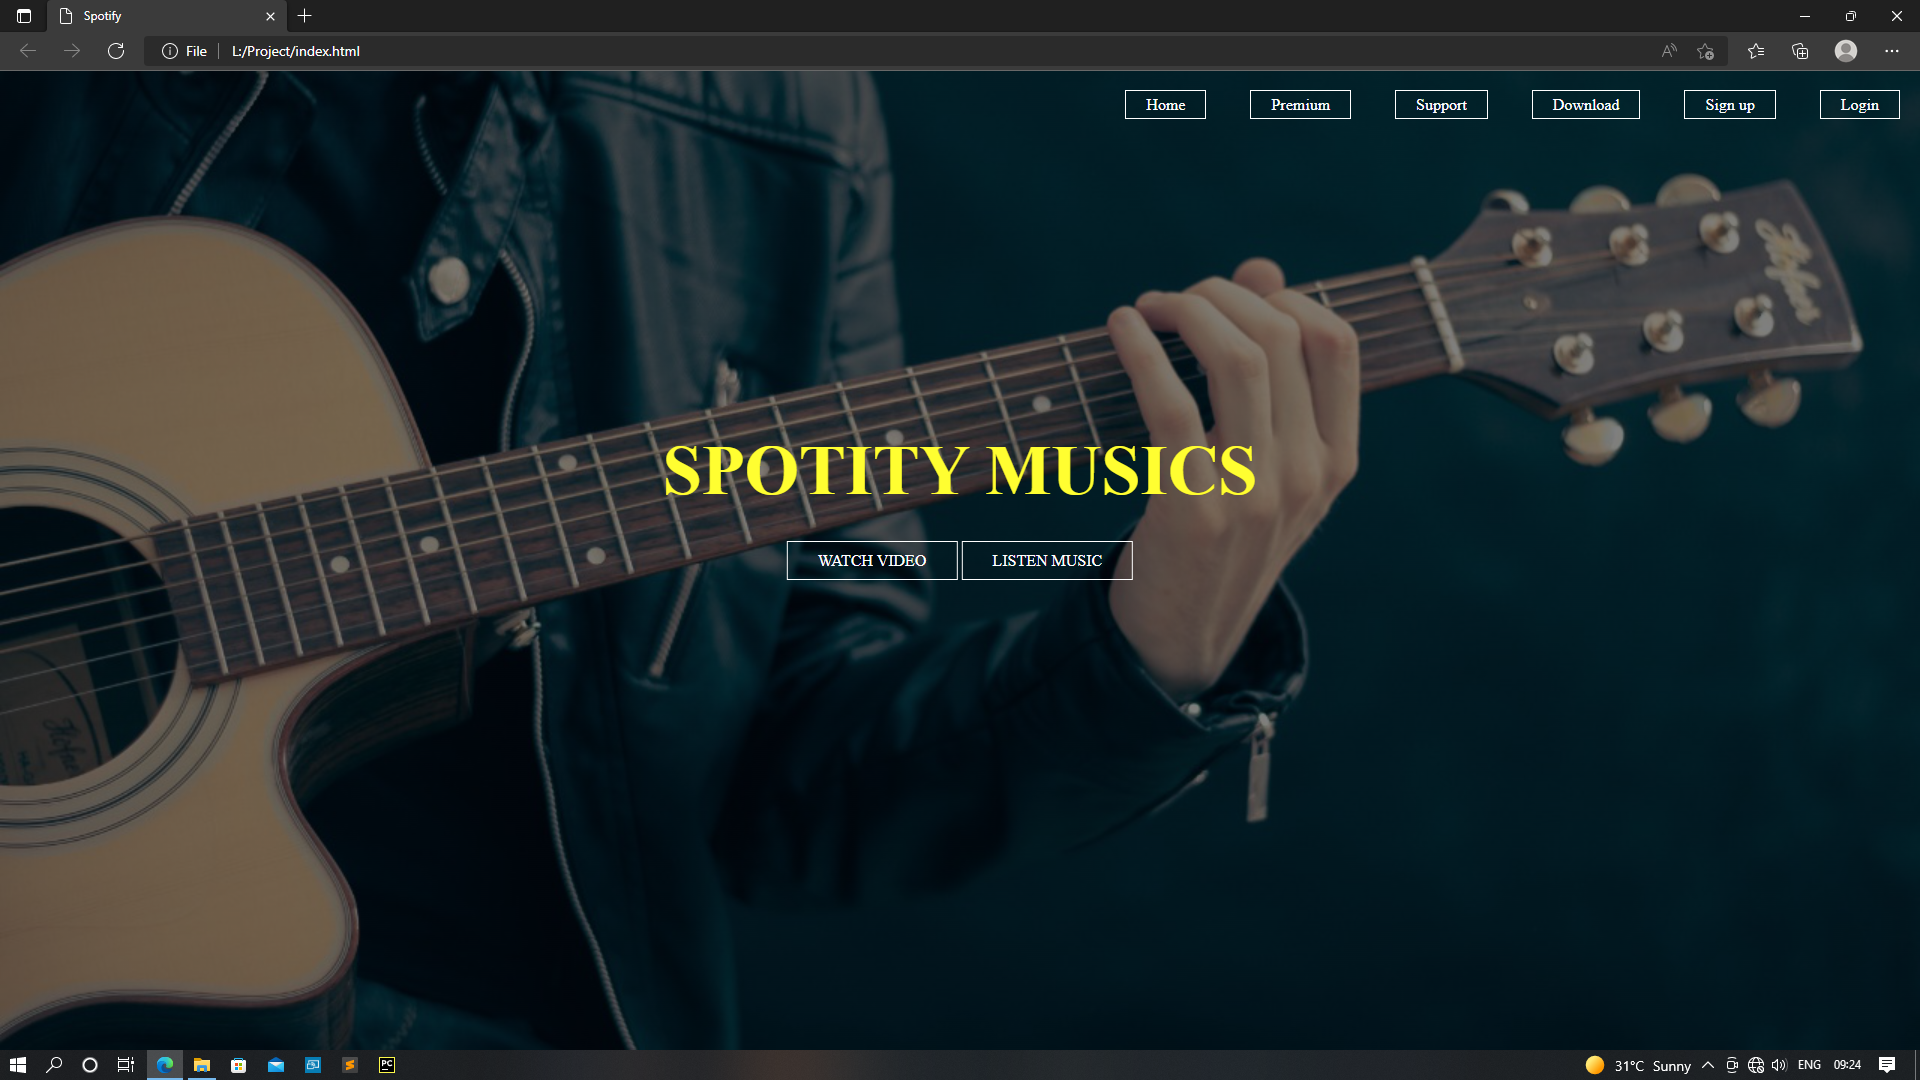 Spotify
File L:/Project/index.html
Home Premium Support Download Sign up Login
SPOTITY MUSICS
WATCH VIDEO LISTEN MUSIC
31°C Sunny ENG 09:24